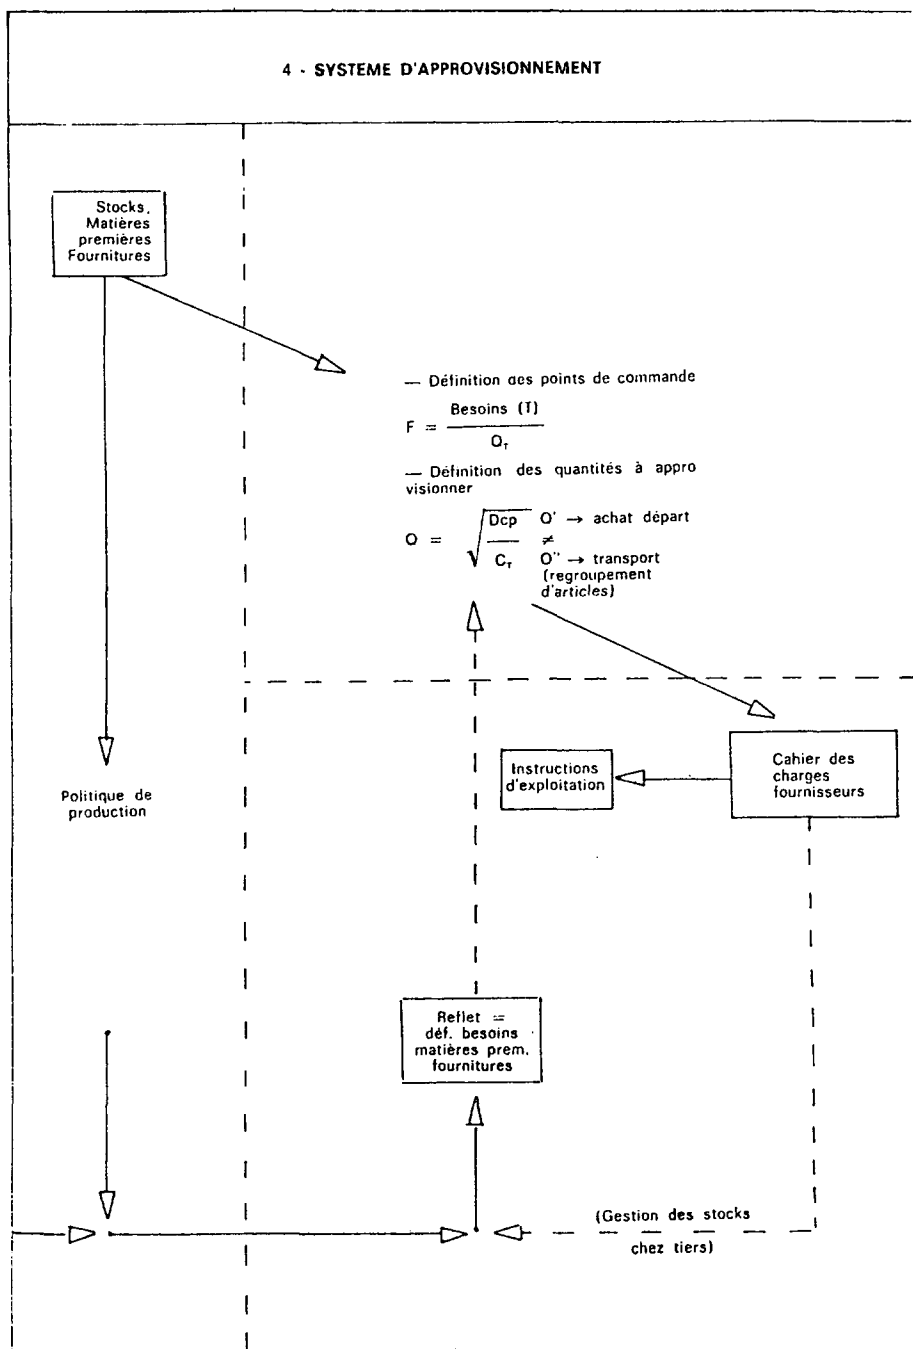 4 - SYSTEME D'APPROVISIONNEMENT
Stocks,
Matières
premières
Fournitures
— Définition des points de commande
F = Besoins (T) / Q_T
— Définition des quantités à appro
visionner
Q = √ Dcp / C_T
Q' → achat départ
≠
Q'' → transport
(regroupement
d'articles)
Politique de
production
Instructions
d'exploitation
Cahier des
charges
fournisseurs
Reflet =
déf. besoins
matières prem.
fournitures
(Gestion des stocks
chez tiers)